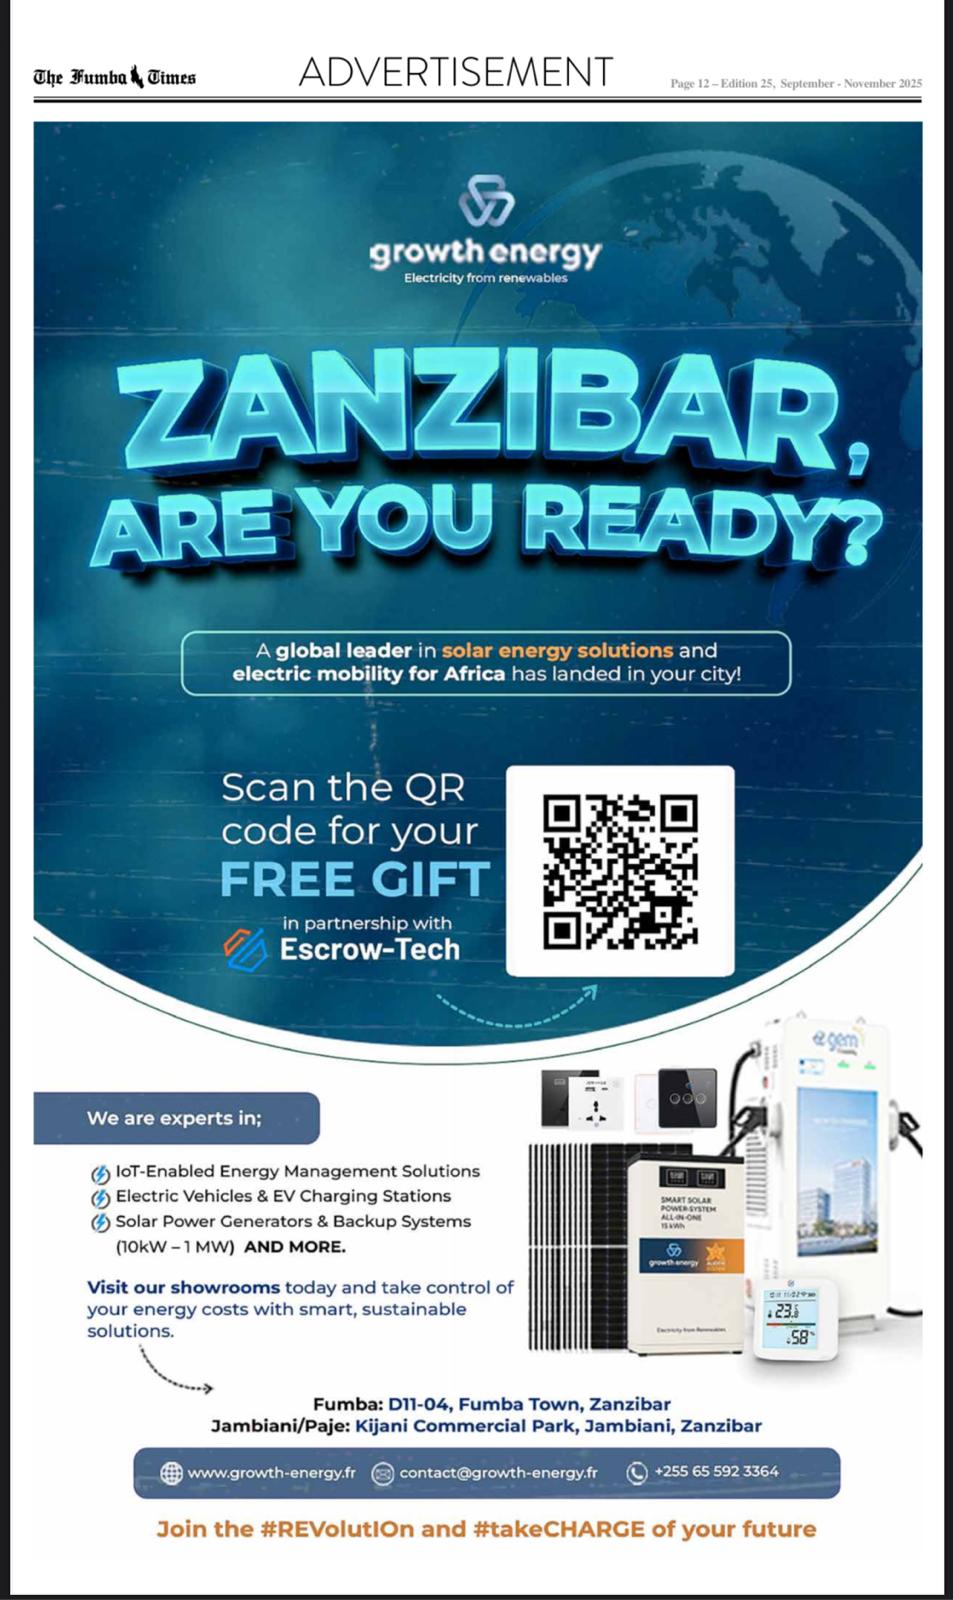 The Fumba Times
ADVERTISEMENT
Page 12 – Edition 25, September - November 2025
growth energy
Electricity from renewables
ZANZIBAR,
ARE YOU READY?
A global leader in solar energy solutions and
electric mobility for Africa has landed in your city!
Scan the QR
code for your
FREE GIFT
in partnership with
Escrow-Tech
We are experts in;
IoT-Enabled Energy Management Solutions
Electric Vehicles & EV Charging Stations
Solar Power Generators & Backup Systems
(10kW – 1 MW) AND MORE.
Visit our showrooms today and take control of
your energy costs with smart, sustainable
solutions.
gem
SMART SOLAR
POWER-SYSTEM
ALL-IN-ONE
15 kWh
growth energy
Electricity from Renewables
23.
58%
Fumba: D11-04, Fumba Town, Zanzibar
Jambiani/Paje: Kijani Commercial Park, Jambiani, Zanzibar
www.growth-energy.fr
contact@growth-energy.fr
+255 65 592 3364
Join the #REVolutIOn and #takeCHARGE of your future